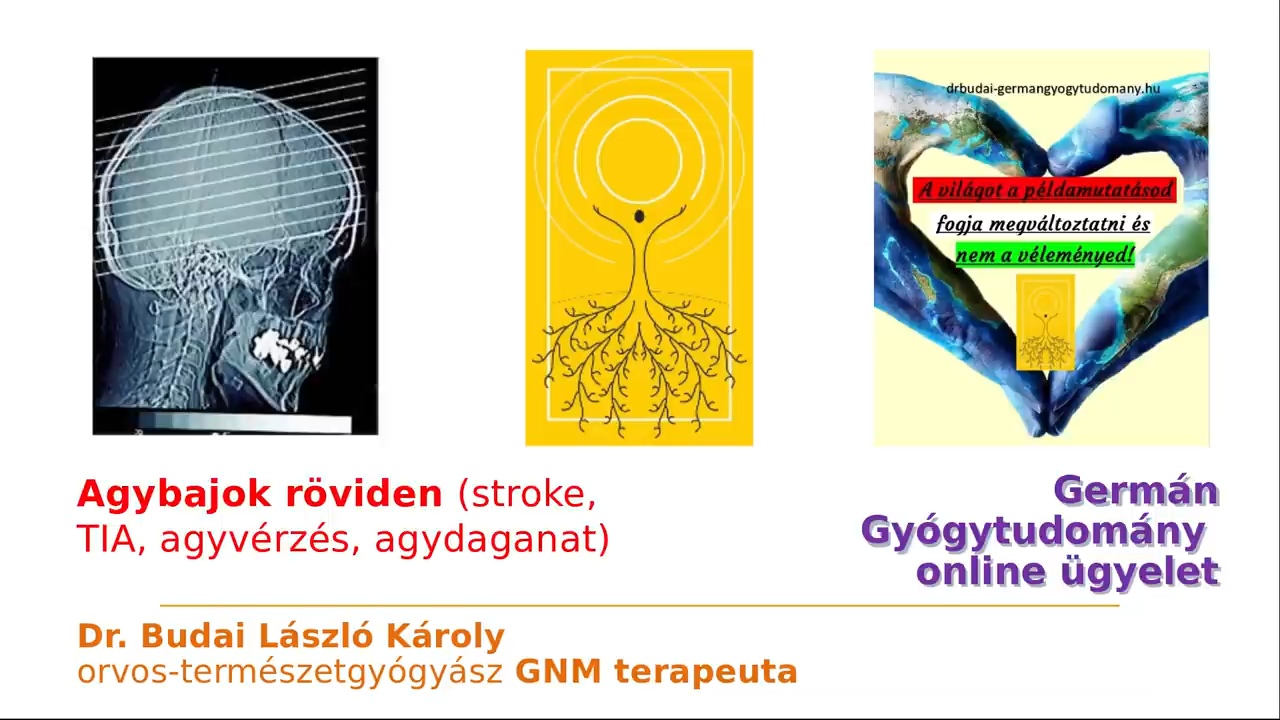 drbudai-germangyogytudomany.hu
A világot a példamutatásod
fogja megváltoztatni és
nem a véleményed!
Agybajok röviden (stroke,
TIA, agyvérzés, agydaganat)
Germán
Gyógytudomány
online ügyelet
Dr. Budai László Károly
orvos-természetgyógyász GNM terapeuta